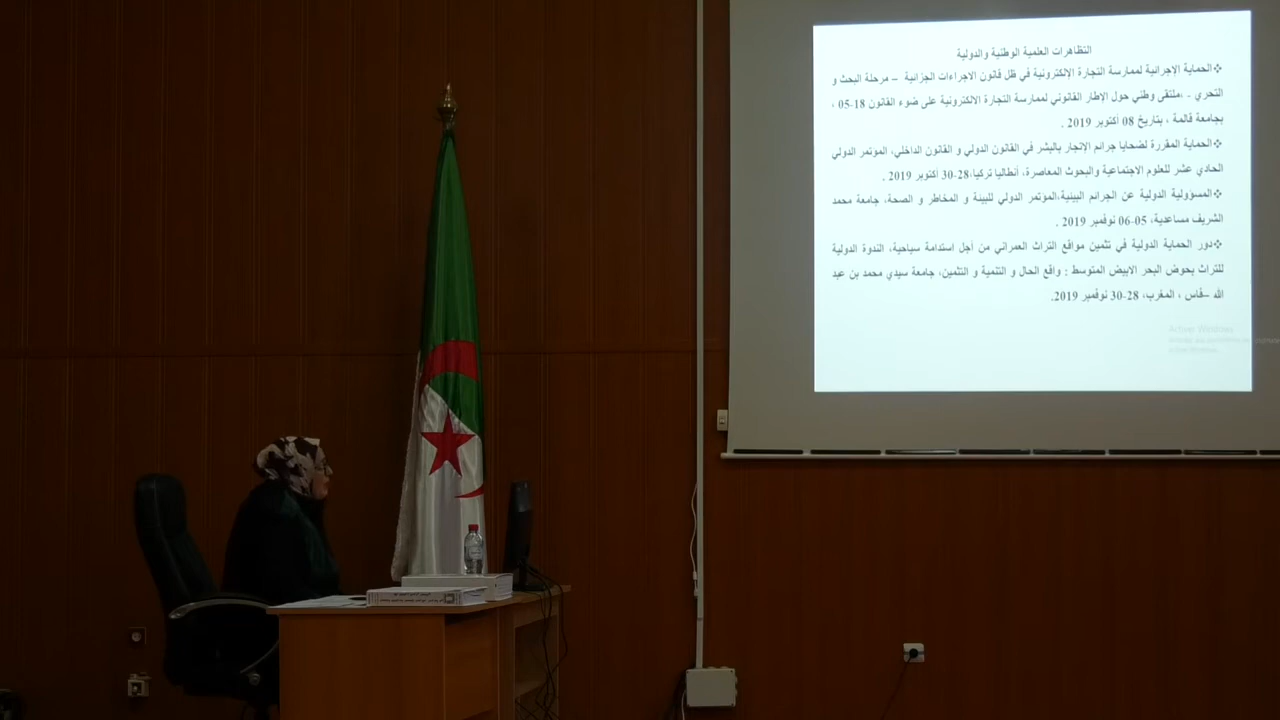 التظاهرات العلمية الوطنية والدولية
❖الحماية الإجرائية لممارسة التجارة الإلكترونية في ظل قانون الاجراءات الجزائية – مرحلة البحث و
التحري - ،ملتقى وطني حول الإطار القانوني لممارسة التجارة الالكترونية على ضوء القانون 18-05 ،
بجامعة قالمة ، بتاريخ 08 أكتوبر 2019 .
❖الحماية المقررة لضحايا جرائم الإتجار بالبشر في القانون الدولي و القانون الداخلي، المؤتمر الدولي
الحادي عشر للعلوم الاجتماعية والبحوث المعاصرة، أنطاليا تركيا،28-30 أكتوبر 2019 .
❖المسؤولية الدولية عن الجرائم البيئية،المؤتمر الدولي للبيئة و المخاطر و الصحة، جامعة محمد
الشريف مساعدية، 05-06 نوفمبر 2019 .
❖دور الحماية الدولية في تثمين مواقع التراث العمراني من أجل استدامة سياحية، الندوة الدولية
للتراث بحوض البحر الابيض المتوسط : واقع الحال و التنمية و التثمين، جامعة سيدي محمد بن عبد
الله –فاس ، المغرب، 28-30 نوفمبر 2019.
Activer Windows